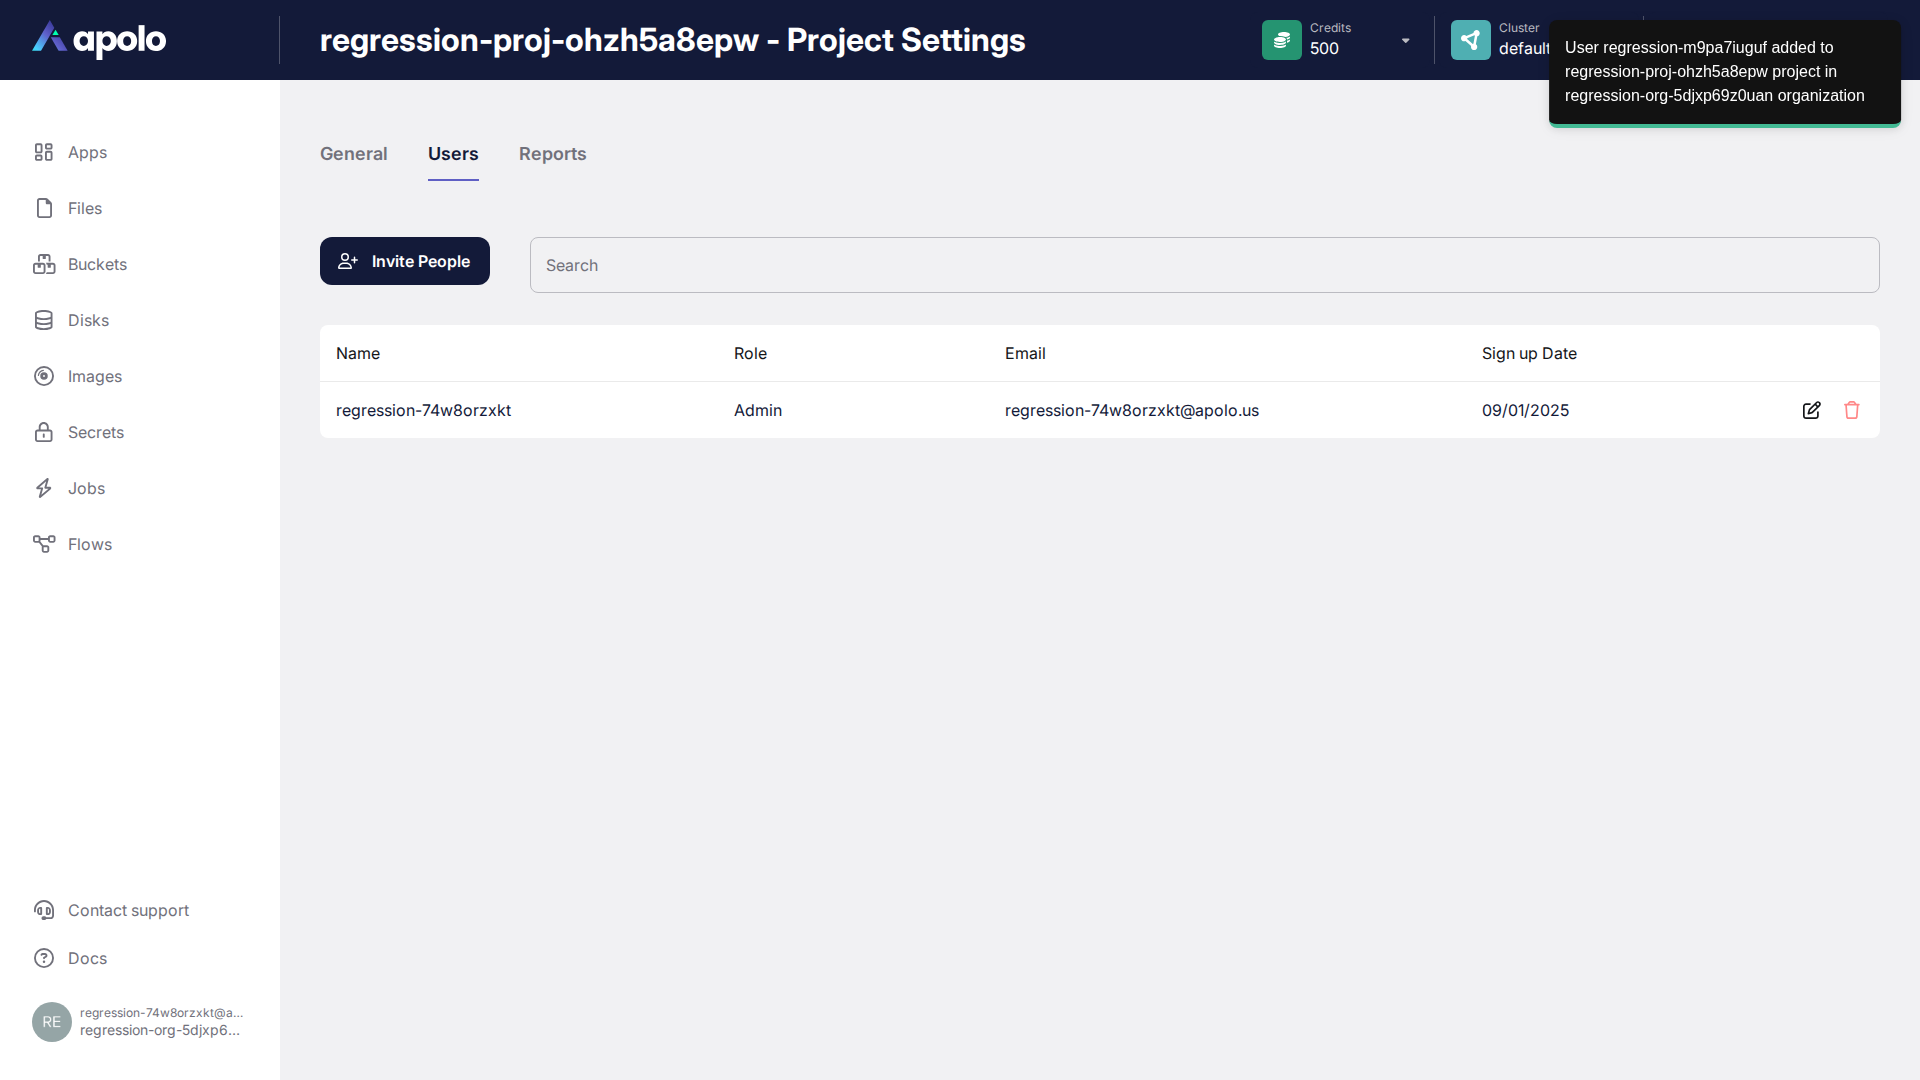 apolo
regression-proj-ohzh5a8epw - Project Settings
Credits
500
Cluster
default
User regression-m9pa7iuguf added to
regression-proj-ohzh5a8epw project in
regression-org-5djxp69z0uan organization
Apps
Files
Buckets
Disks
Images
Secrets
Jobs
Flows
General Users Reports
Invite People
Search
Name Role Email Sign up Date
regression-74w8orzxkt Admin regression-74w8orzxkt@apolo.us 09/01/2025
Contact support
Docs
RE
regression-74w8orzxkt@a...
regression-org-5djxp6...